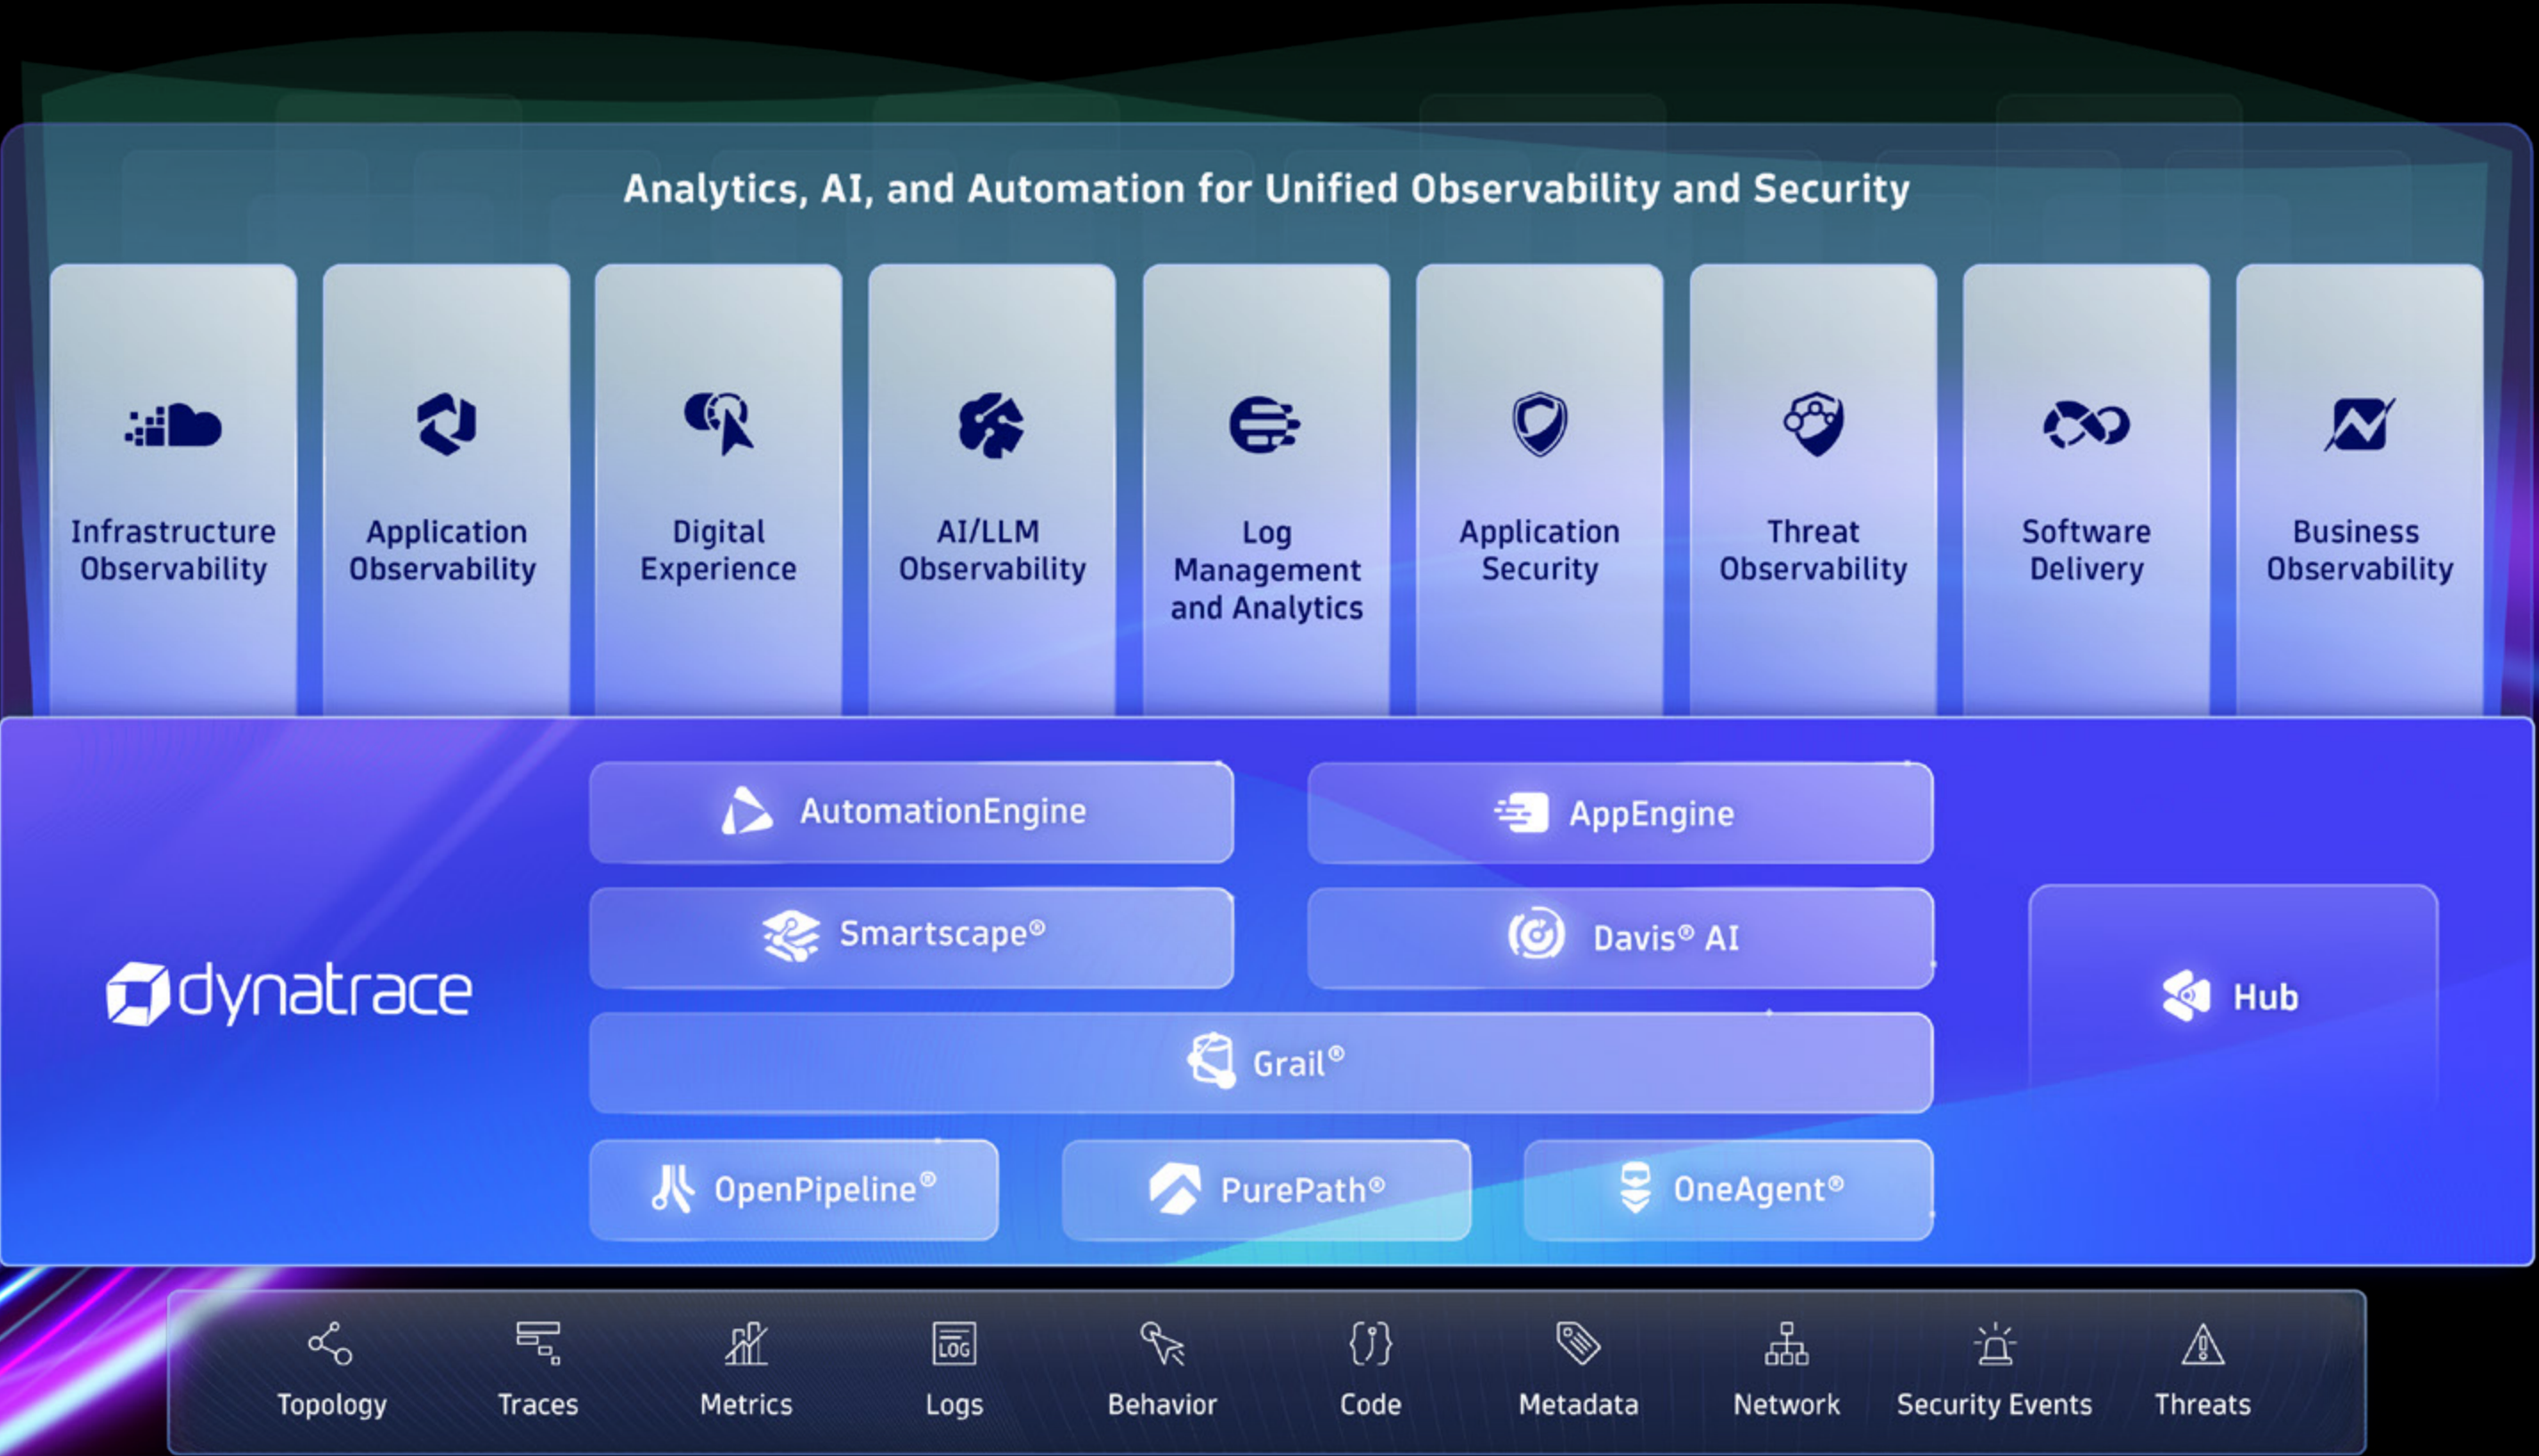 Analytics, AI, and Automation for Unified Observability and Security
Infrastructure
Observability
Application
Observability
Digital
Experience
AI/LLM
Observability
Log
Management
and Analytics
Application
Security
Threat
Observability
Software
Delivery
Business
Observability
dynatrace
AutomationEngine
AppEngine
Smartscape®
Davis® AI
Grail®
OpenPipeline®
PurePath®
OneAgent®
Hub
Topology
Traces
Metrics
LOG
Logs
Behavior
Code
Metadata
Network
Security Events
Threats